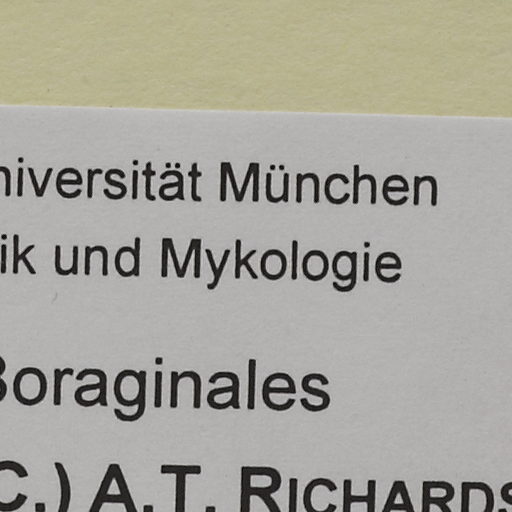 niversität München
ik und Mykologie
Boraginales
C.) A.T. RICHARDS